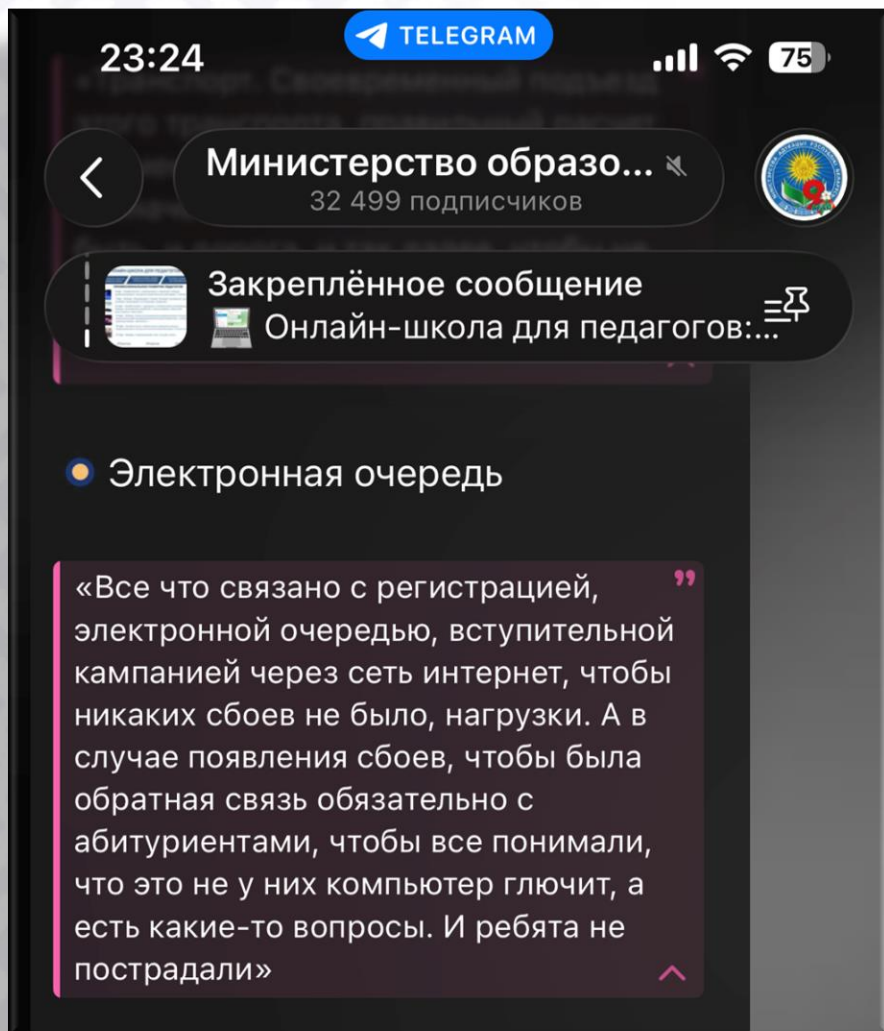 TELEGRAM
23:24
75
Министерство образо...
32 499 подписчиков
Закреплённое сообщение
Онлайн-школа для педагогов:...
Электронная очередь
«Все что связано с регистрацией,
электронной очередью, вступительной
кампанией через сеть интернет, чтобы
никаких сбоев не было, нагрузки. А в
случае появления сбоев, чтобы была
обратная связь обязательно с
абитуриентами, чтобы все понимали,
что это не у них компьютер глючит, а
есть какие-то вопросы. И ребята не
пострадали»